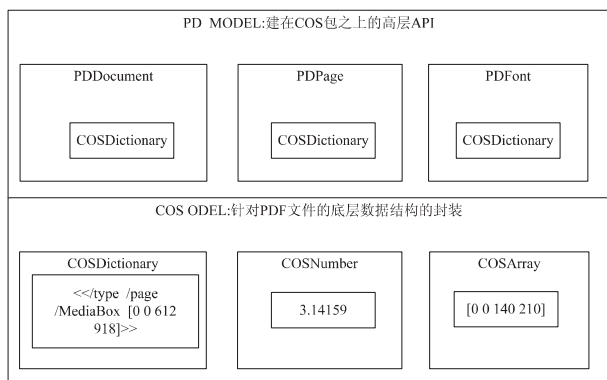 PD MODEL:建在COS包之上的高层API
PDDocument
PDPage
PDFont
COSDictionary
COSDictionary
COSDictionary
COS ODEL:针对PDF文件的底层数据结构的封装
COSDictionary
COSNumber
COSArray
<</type /page
/MediaBox [0 0 612
918]>>
3.14159
[0 0 140 210]